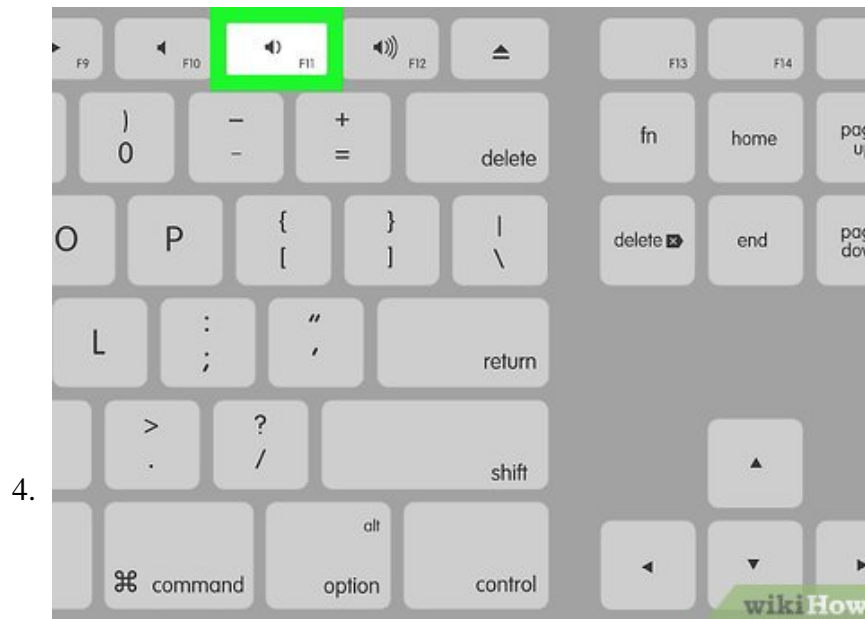 F9 F10 F11 F12 F13 F14
) — +
0 - = delete fn home
O P { } |
[ ] \ delete end
L : "
; ' return
> ?
. / shift
4.
alt
⌘ command option control
wikiHow